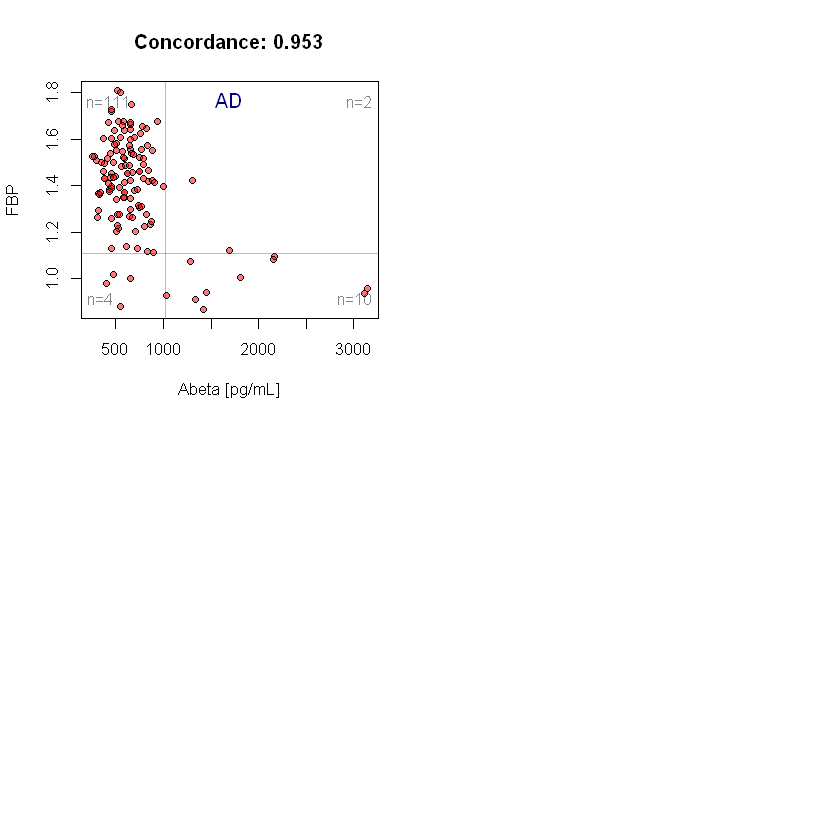 Concordance: 0.953
n=111
AD
n=2
1.8
1.6
1.4
1.2
1.0
FBP
n=4
n=10
500
1000
2000
3000
Abeta [pg/mL]